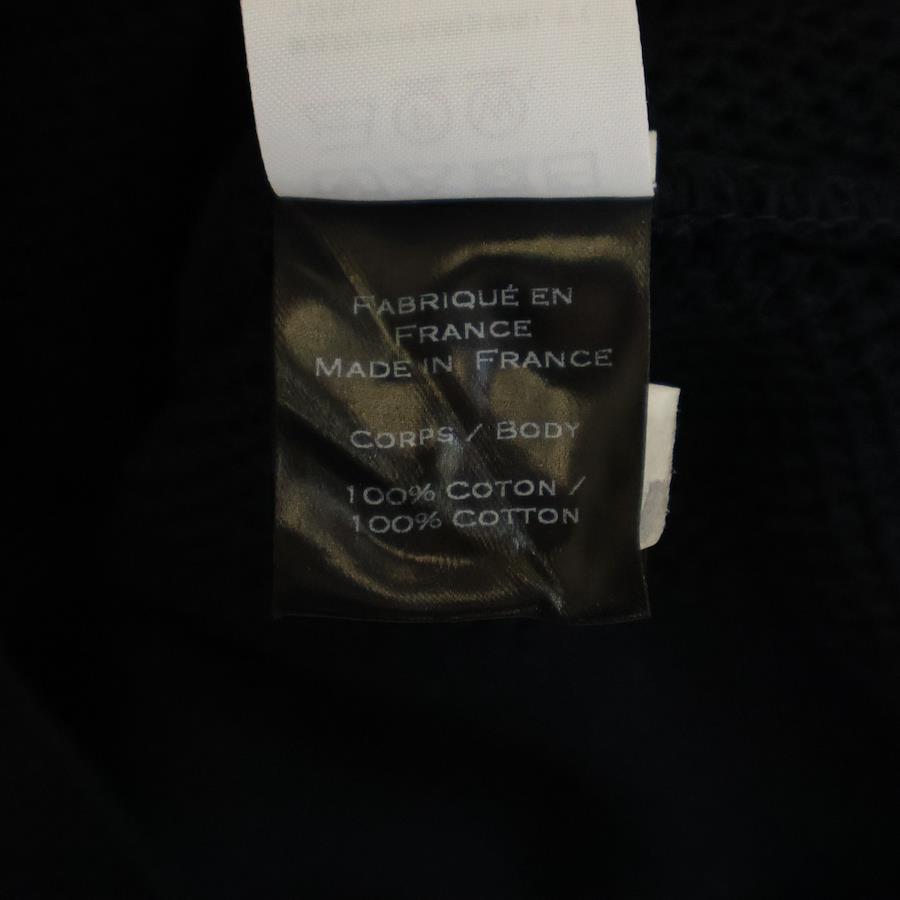 FABRIQUÉ EN
FRANCE
MADE IN FRANCE
CORPS / BODY
100% COTON /
100% COTTON